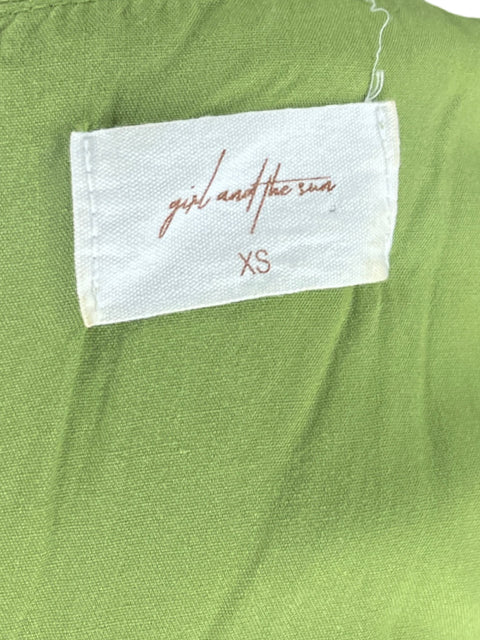 girl and the sun
XS